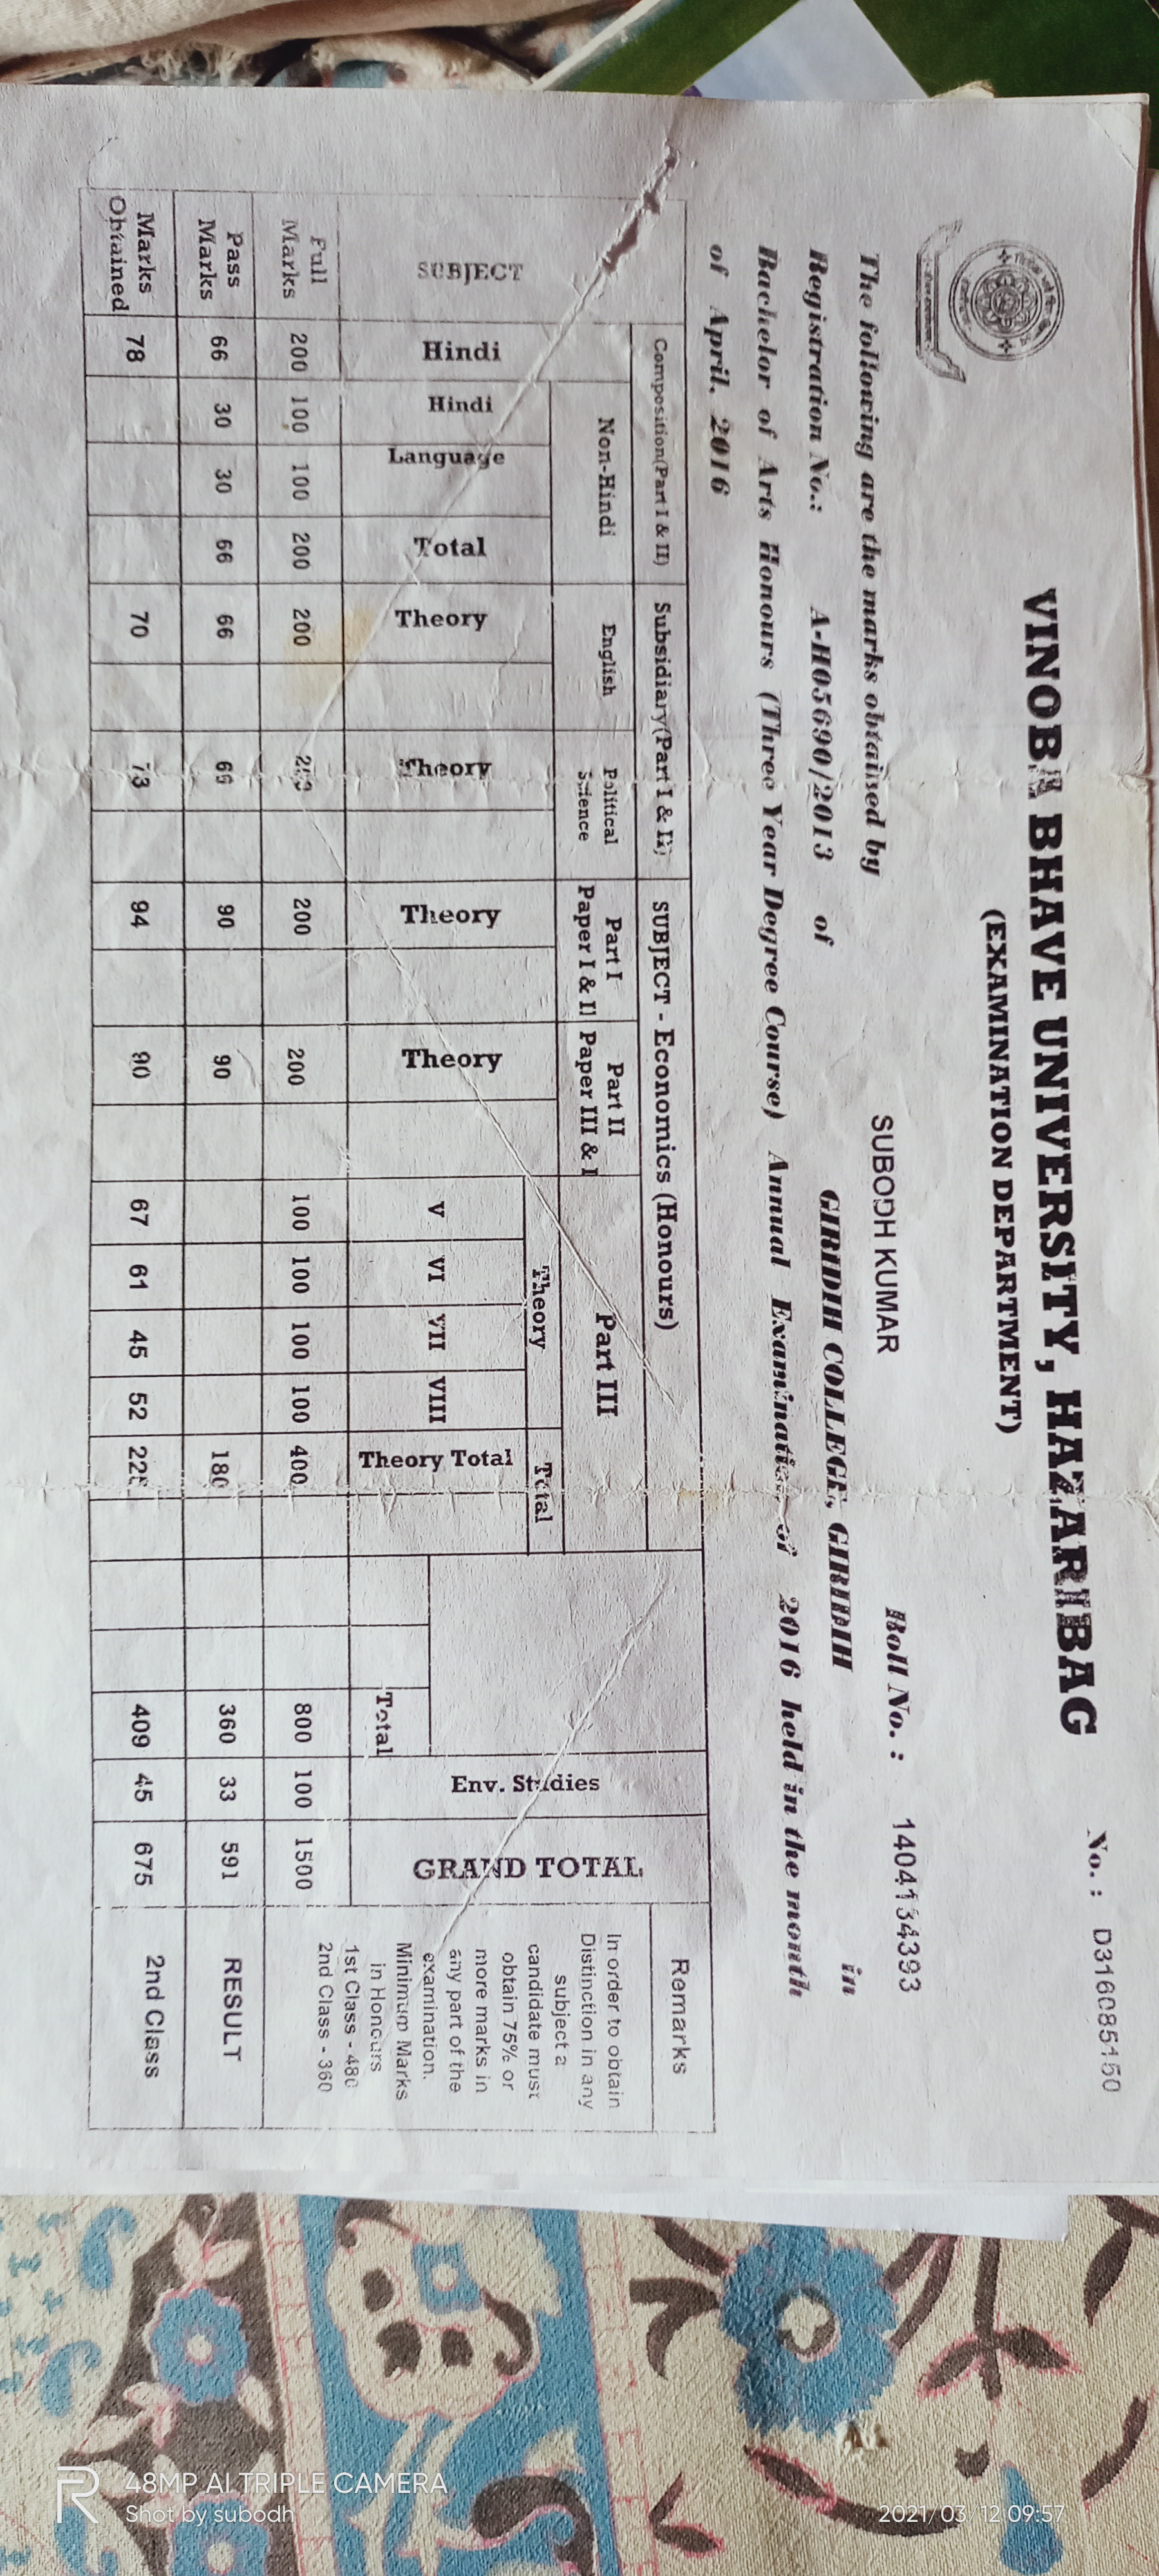 No. : D316085150
VINOBA BHAVE UNIVERSITY, HAZARIBAG
(EXAMINATION DEPARTMENT)
The following are the marks obtained by SUBODH KUMAR Roll No. : 1404134393
Registration No.: A-H05690/2013 of GIRIDIH COLLEGE, GIRIDIH in
Bachelor of Arts Honours (Three Year Degree Course) Annual Examination of 2016 held in the month
of April, 2016
SUBJECT Composition(Part I & II) Subsidiary(Part I & II) SUBJECT - Economics (Honours) Env. Studies GRAND TOTAL Remarks
Hindi Non-Hindi English Political Science Part I Paper I & II Part II Paper III & I Part III
Theory Total
Hindi Language Total Theory Theory Theory Theory V VI VII VIII Theory Total Total
Full Marks 200 100 100 200 200 200 200 200 100 100 100 100 400 800 100 1500
Pass Marks 66 30 30 66 66 66 90 90 180 360 33 591 RESULT
Marks Obtained 78 70 73 94 90 67 61 45 52 225 409 45 675 2nd Class
In order to obtain
Distinction in any
subject a
candidate must
obtain 75% or
more marks in
any part of the
examination.
Minimum Marks
in Honours
1st Class - 480
2nd Class - 360
48MP AI TRIPLE CAMERA
Shot by subodh
2021/03/12 09:57